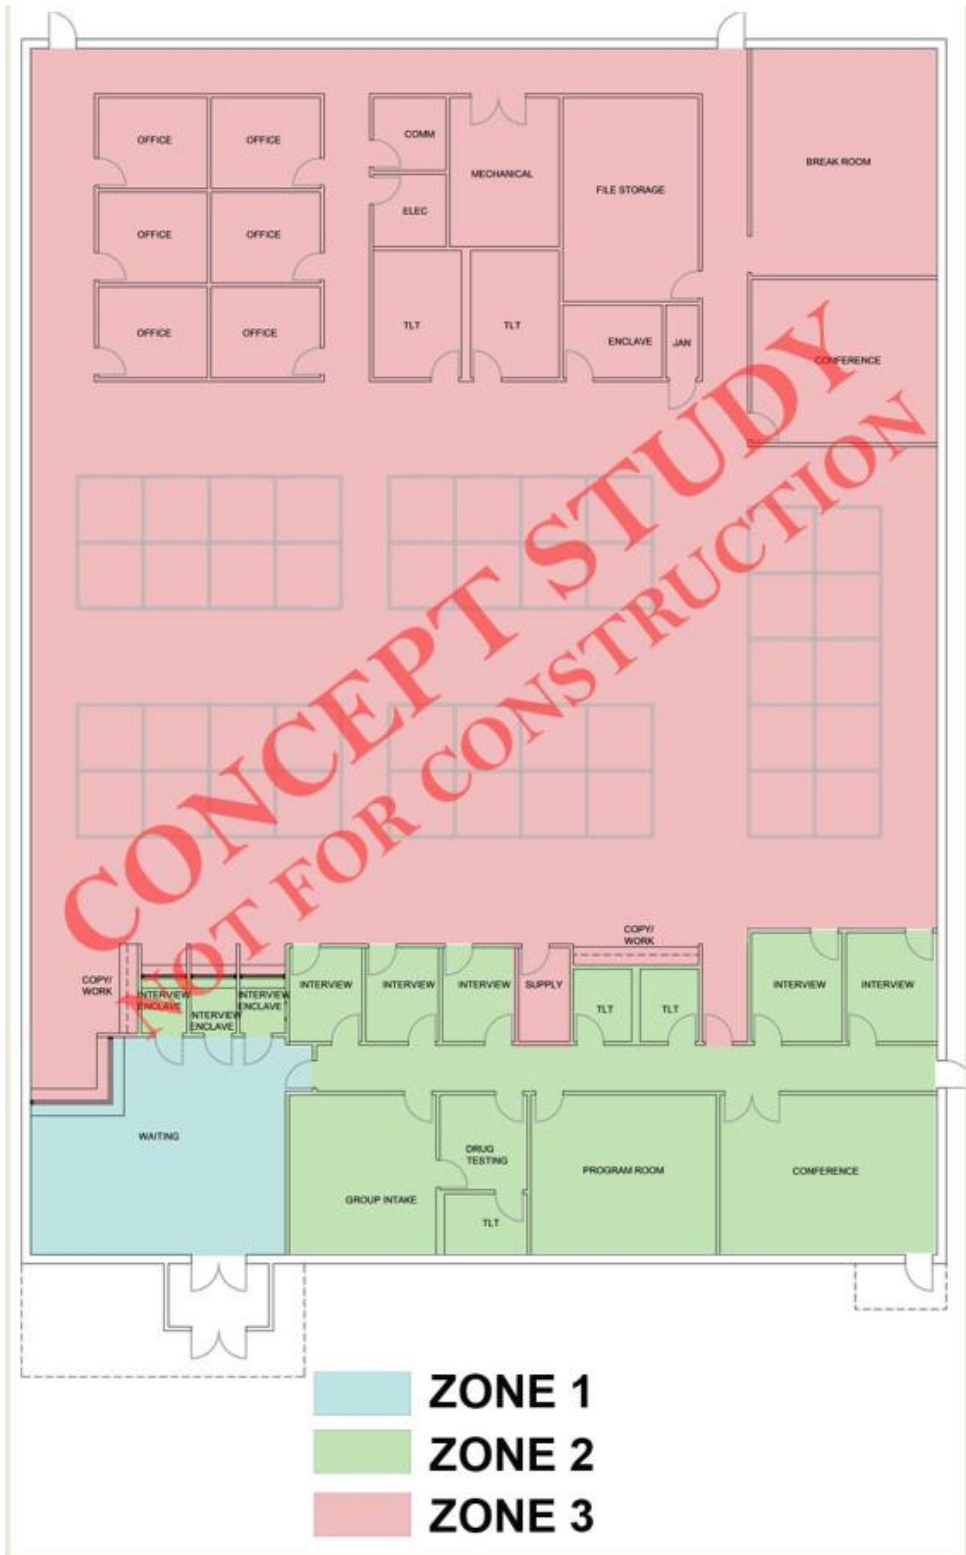 OFFICE
OFFICE
COMM
MECHANICAL
FILE STORAGE
BREAK ROOM
ELEC
OFFICE
OFFICE
OFFICE
OFFICE
TLT
TLT
ENCLAVE
JAN
CONFERENCE
CONCEPT STUDY
NOT FOR CONSTRUCTION
COPY/
WORK
COPY/
WORK
INTERVIEW
ENCLAVE
INTERVIEW
ENCLAVE
INTERVIEW
ENCLAVE
INTERVIEW
INTERVIEW
INTERVIEW
SUPPLY
TLT
TLT
INTERVIEW
INTERVIEW
WAITING
GROUP INTAKE
DRUG
TESTING
TLT
PROGRAM ROOM
CONFERENCE
ZONE 1
ZONE 2
ZONE 3